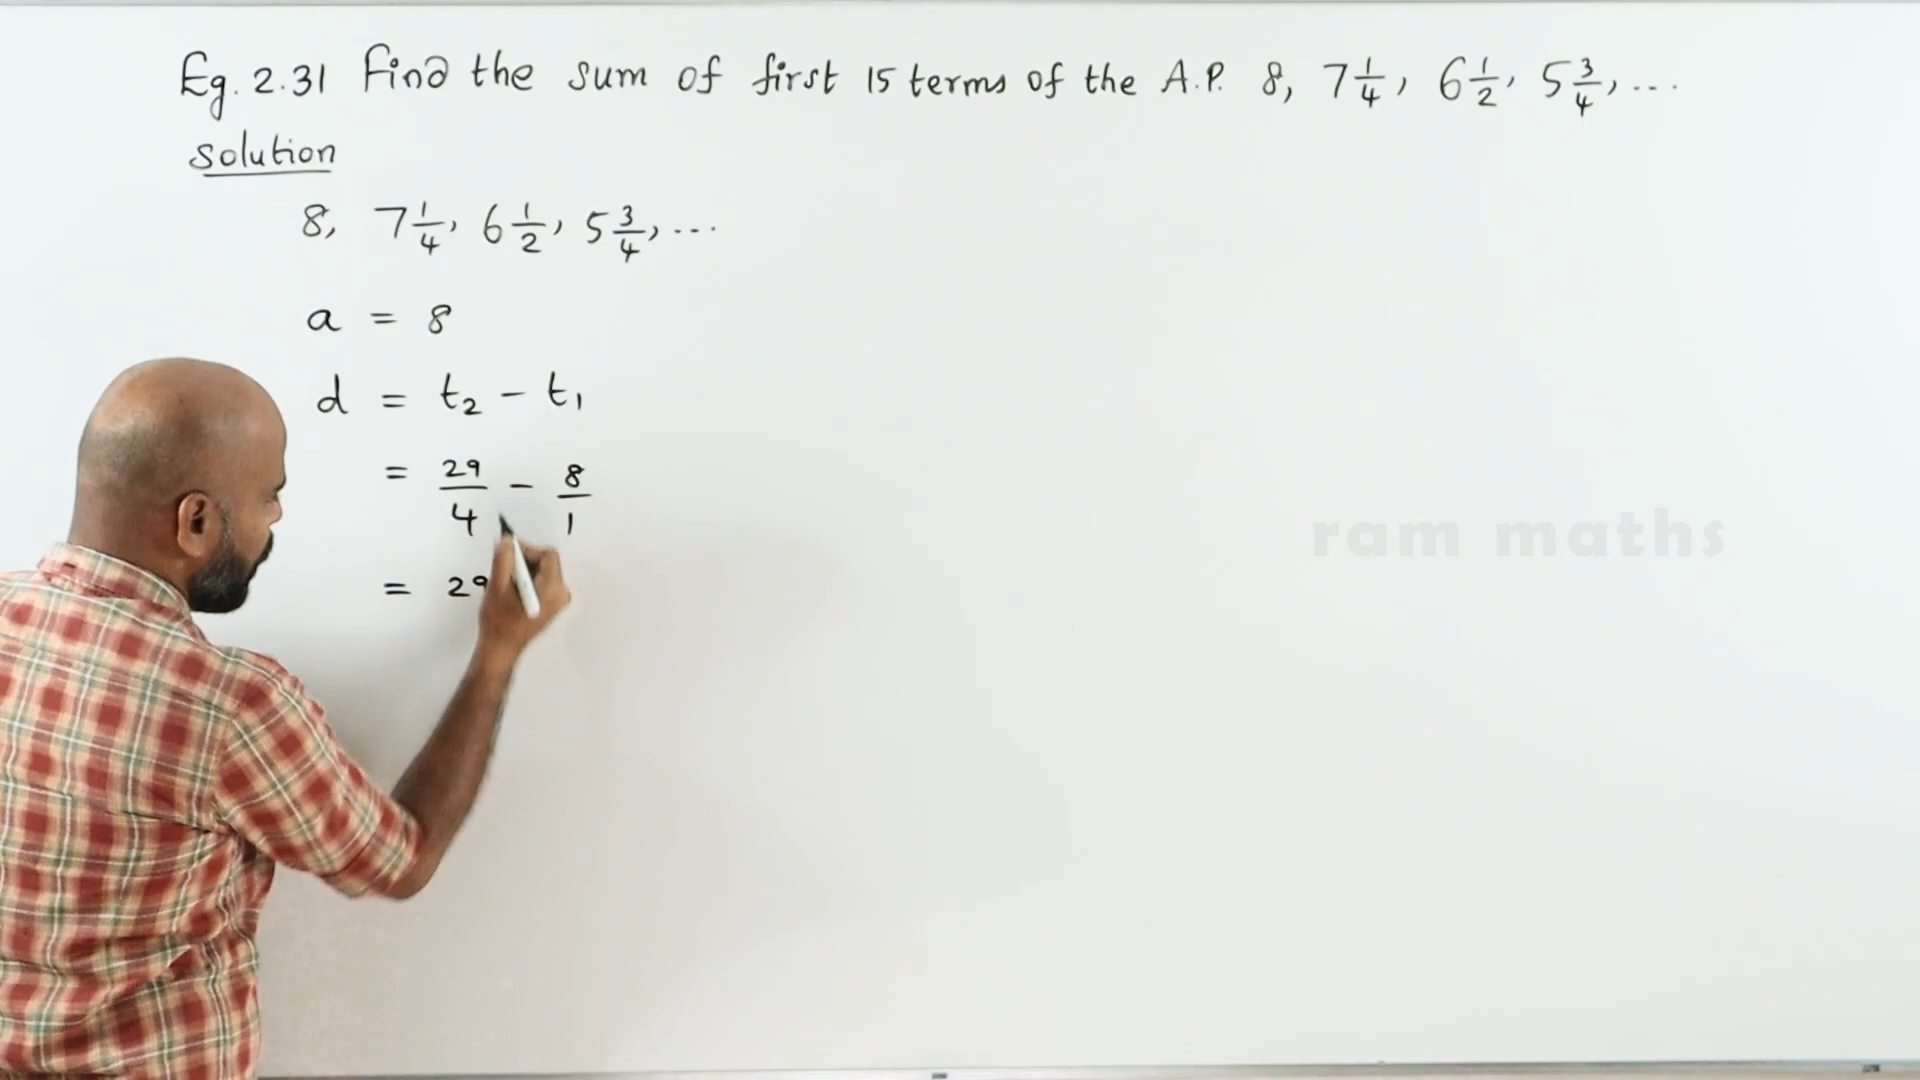 Eg. 2.31 Find the sum of first 15 terms of the A.P. 8, 7 1/4, 6 1/2, 5 3/4, ...
Solution
8, 7 1/4, 6 1/2, 5 3/4, ...
a = 8
d = t₂ - t₁
= 29/4 - 8/1
= 29
ram maths